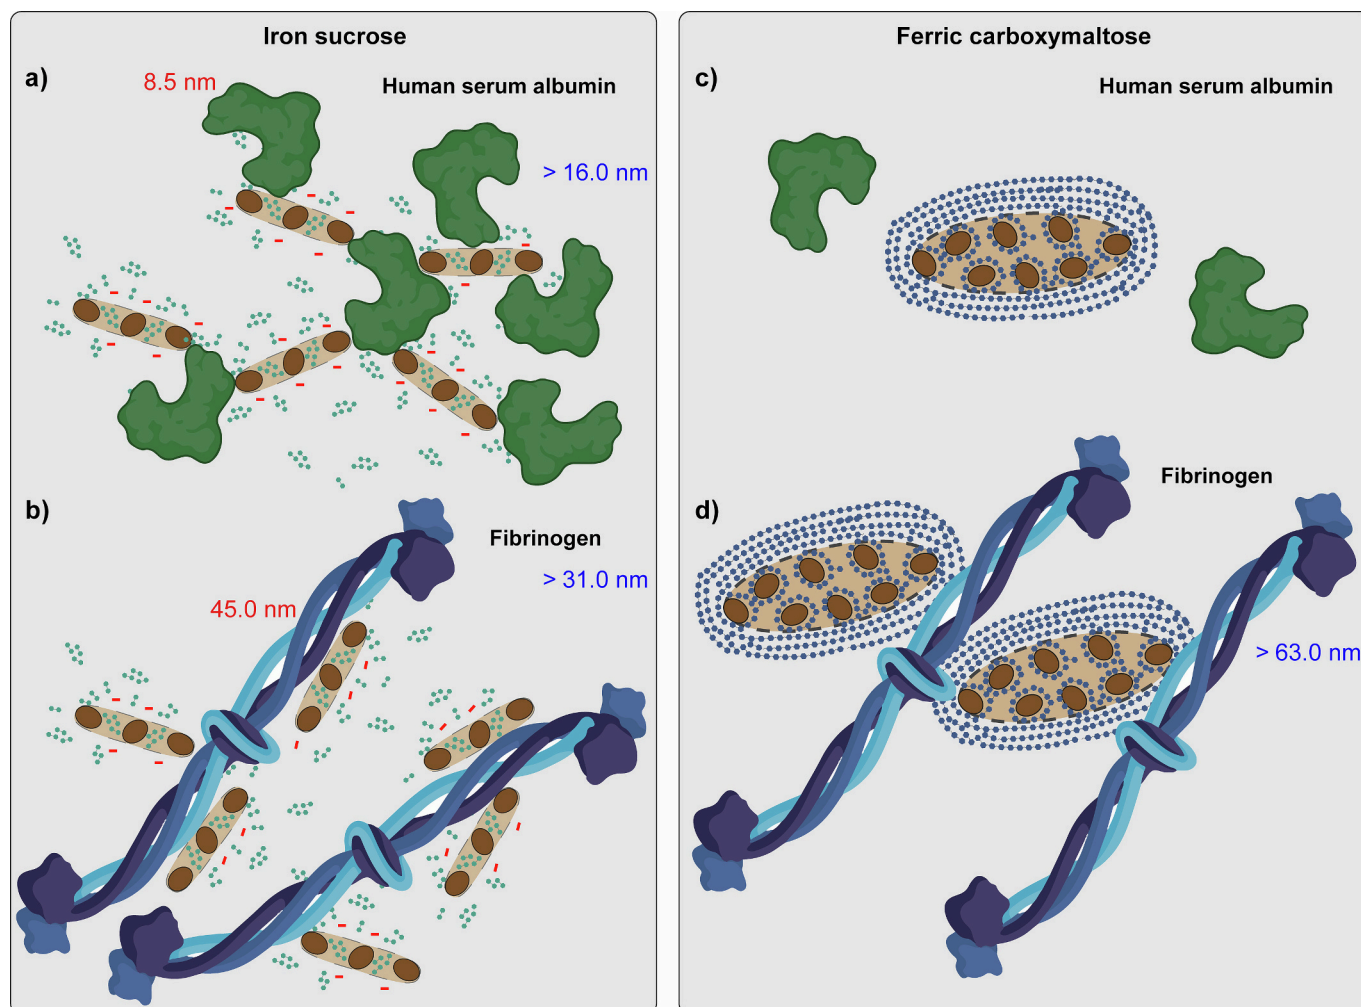 Iron sucrose
a)
8.5 nm
Human serum albumin
> 16.0 nm
b)
Fibrinogen
> 31.0 nm
45.0 nm
Ferric carboxymaltose
c)
Human serum albumin
Fibrinogen
d)
> 63.0 nm